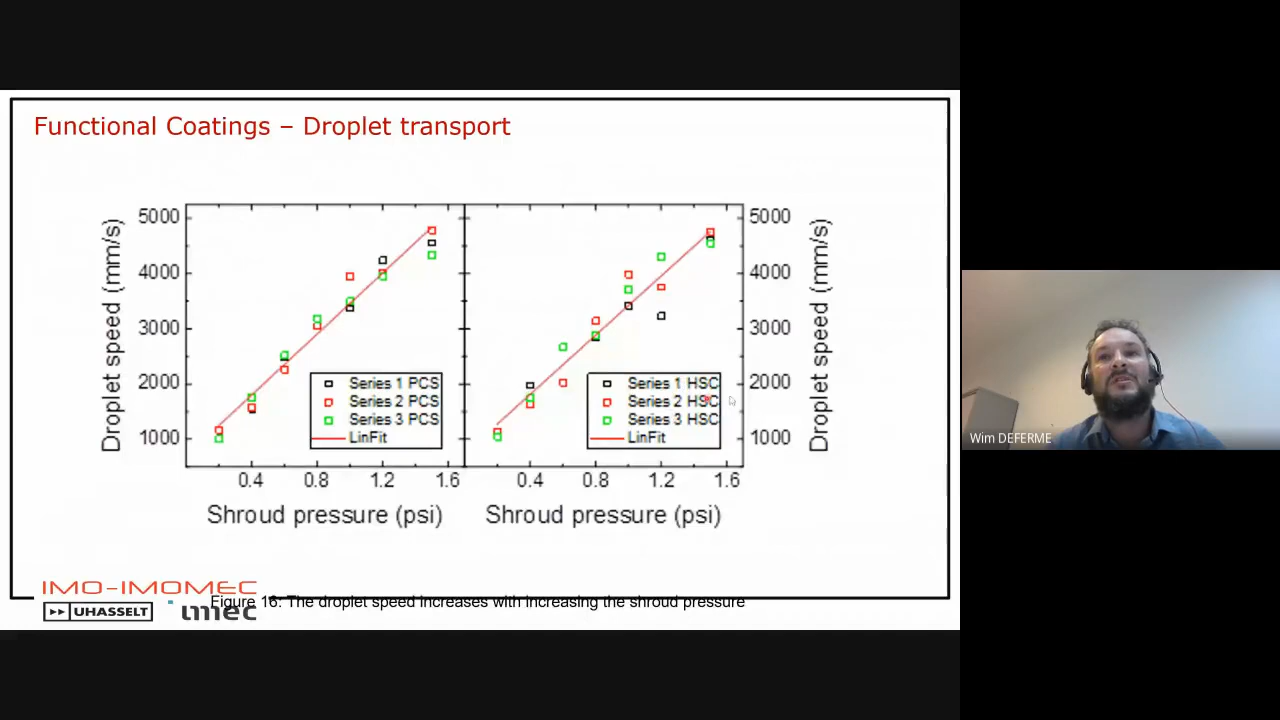 Functional Coatings – Droplet transport
Droplet speed (mm/s)
5000
4000
3000
2000
1000
Series 1 PCS
Series 2 PCS
Series 3 PCS
LinFit
0.4 0.8 1.2 1.6
Shroud pressure (psi)
Series 1 HSC
Series 2 HSC
Series 3 HSC
LinFit
0.4 0.8 1.2 1.6
Shroud pressure (psi)
5000
4000
3000
2000
1000
Droplet speed (mm/s)
Wim DEFERME
IMO-IMOMEC
UHASSELT
imec
Figure 16: The droplet speed increases with increasing the shroud pressure